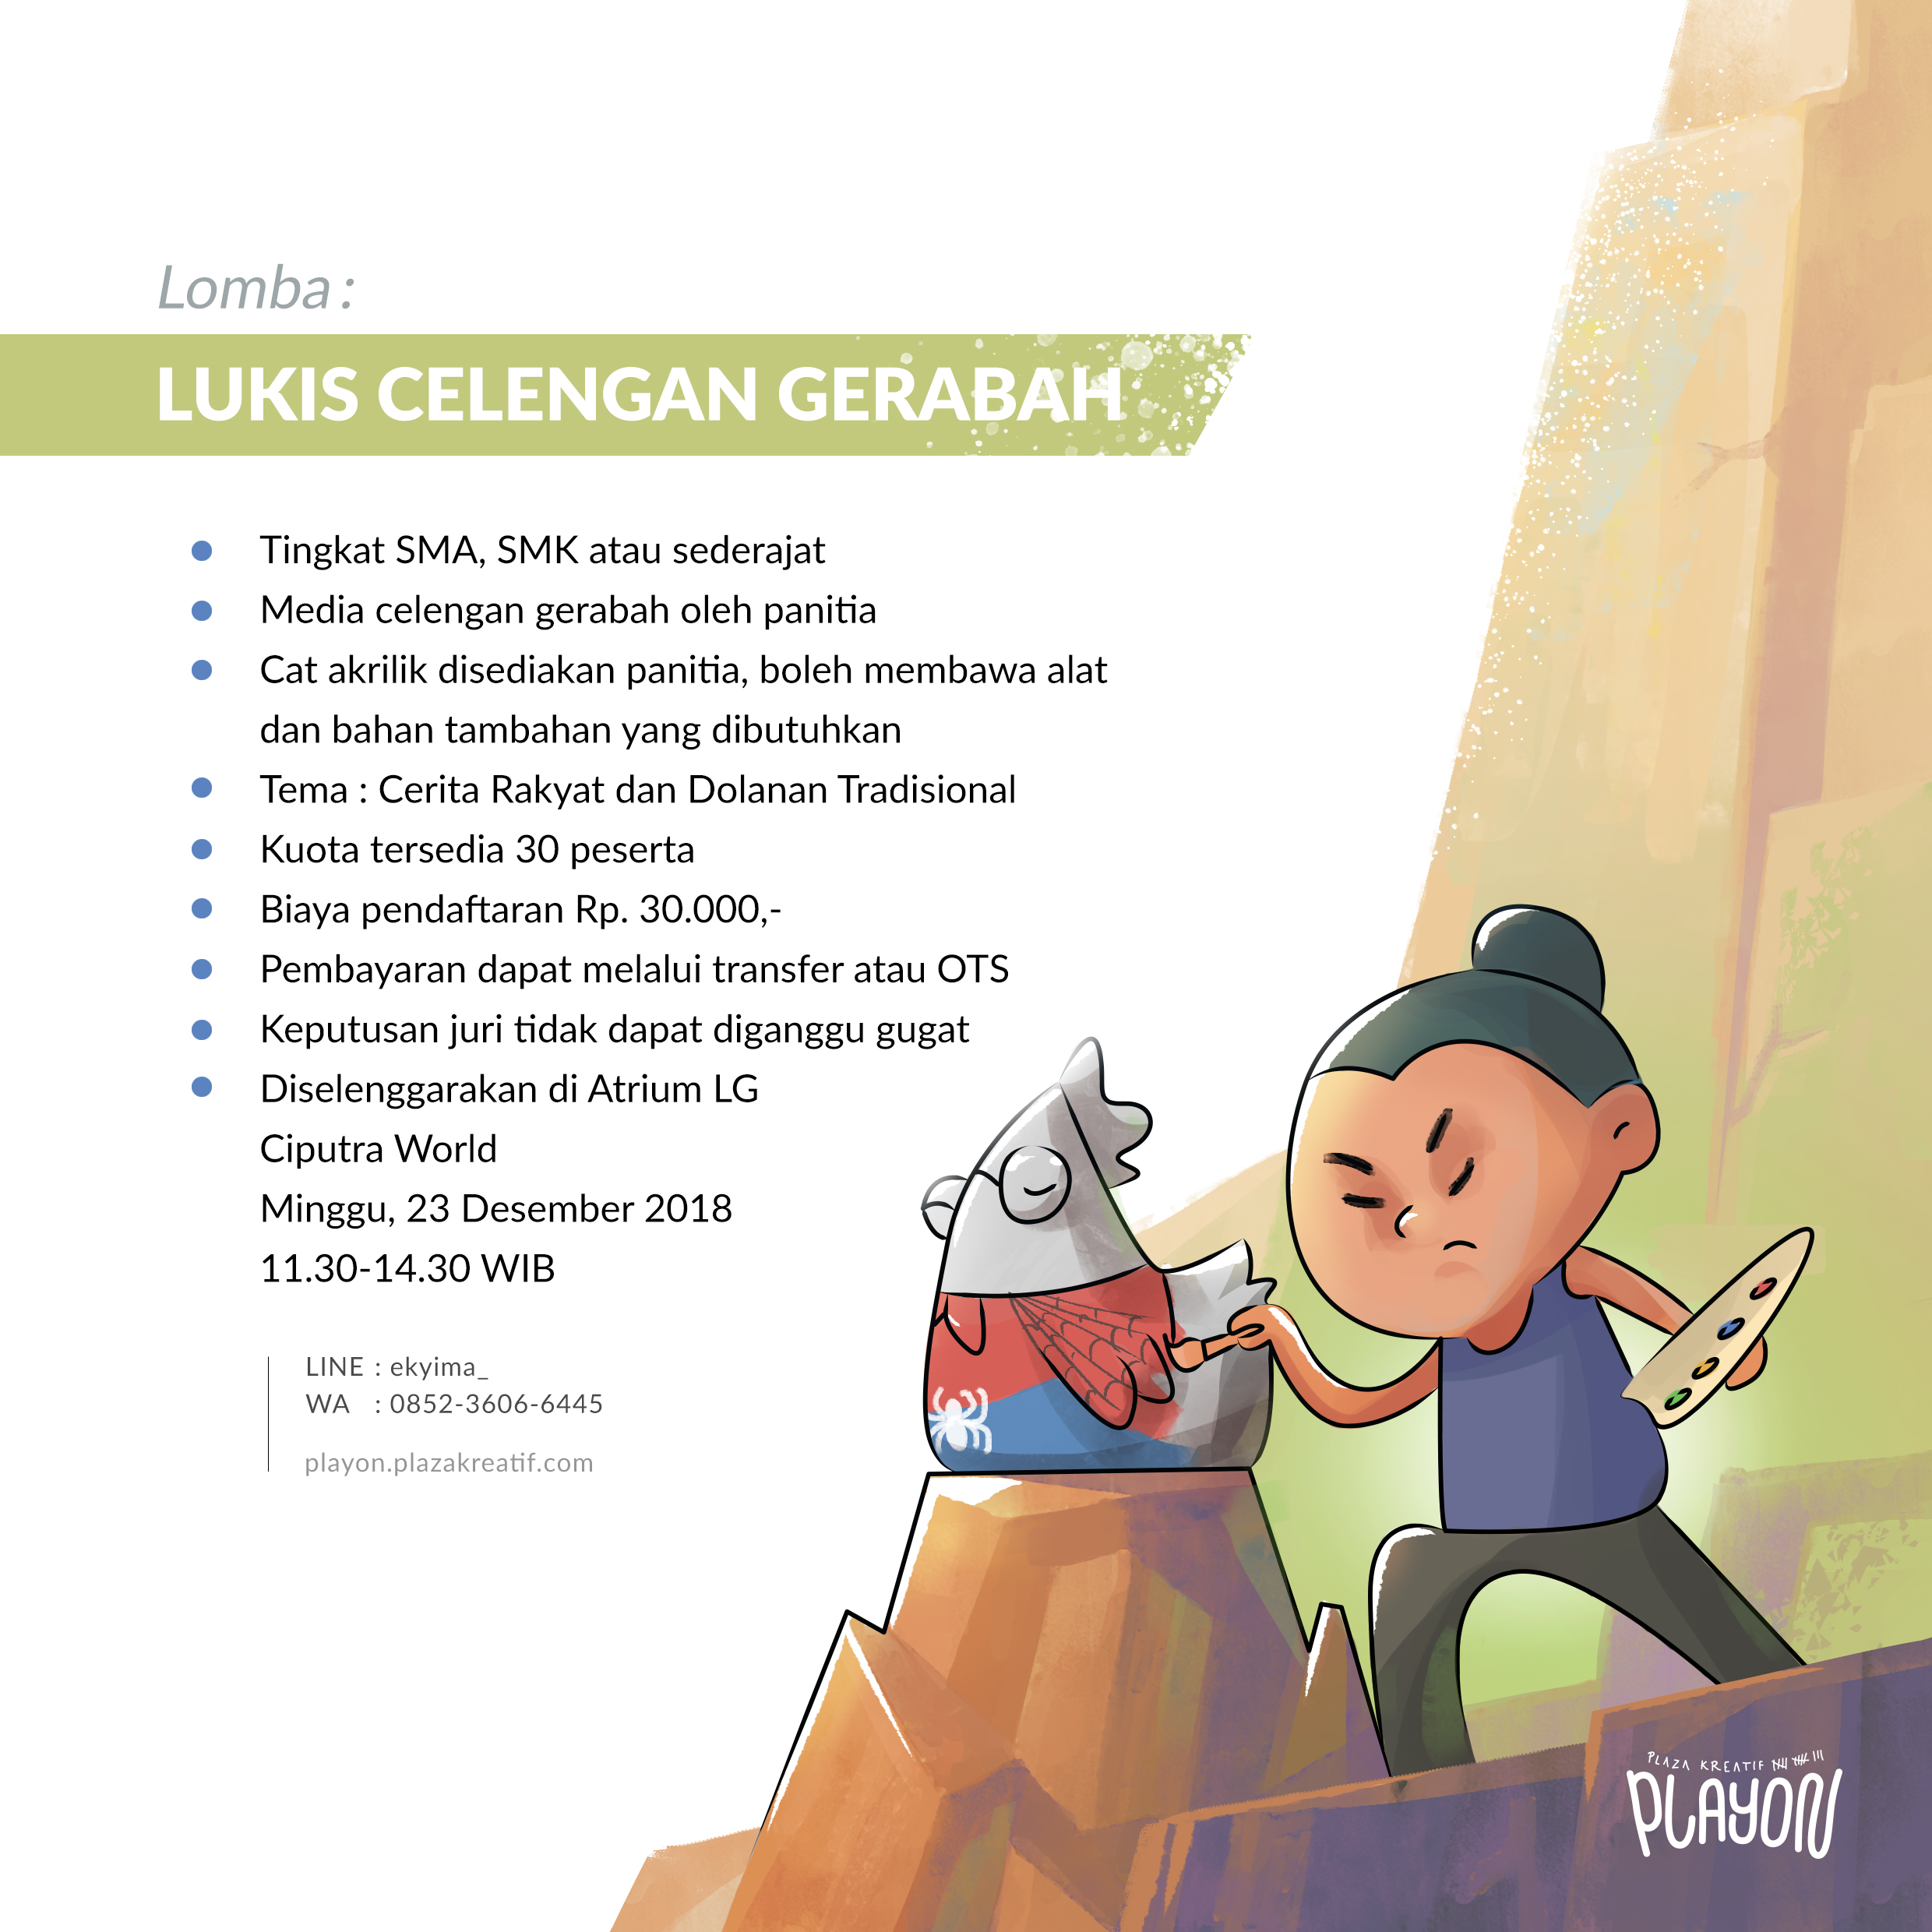 Lomba :
LUKIS CELENGAN GERABAH
Tingkat SMA, SMK atau sederajat
Media celengan gerabah oleh panitia
Cat akrilik disediakan panitia, boleh membawa alat
dan bahan tambahan yang dibutuhkan
Tema : Cerita Rakyat dan Dolanan Tradisional
Kuota tersedia 30 peserta
Biaya pendaftaran Rp. 30.000,-
Pembayaran dapat melalui transfer atau OTS
Keputusan juri tidak dapat diganggu gugat
Diselenggarakan di Atrium LG
Ciputra World
Minggu, 23 Desember 2018
11.30-14.30 WIB
LINE : ekyima_
WA : 0852-3606-6445
playon.plazakreatif.com
PLAZA KREATIF
PLAYON